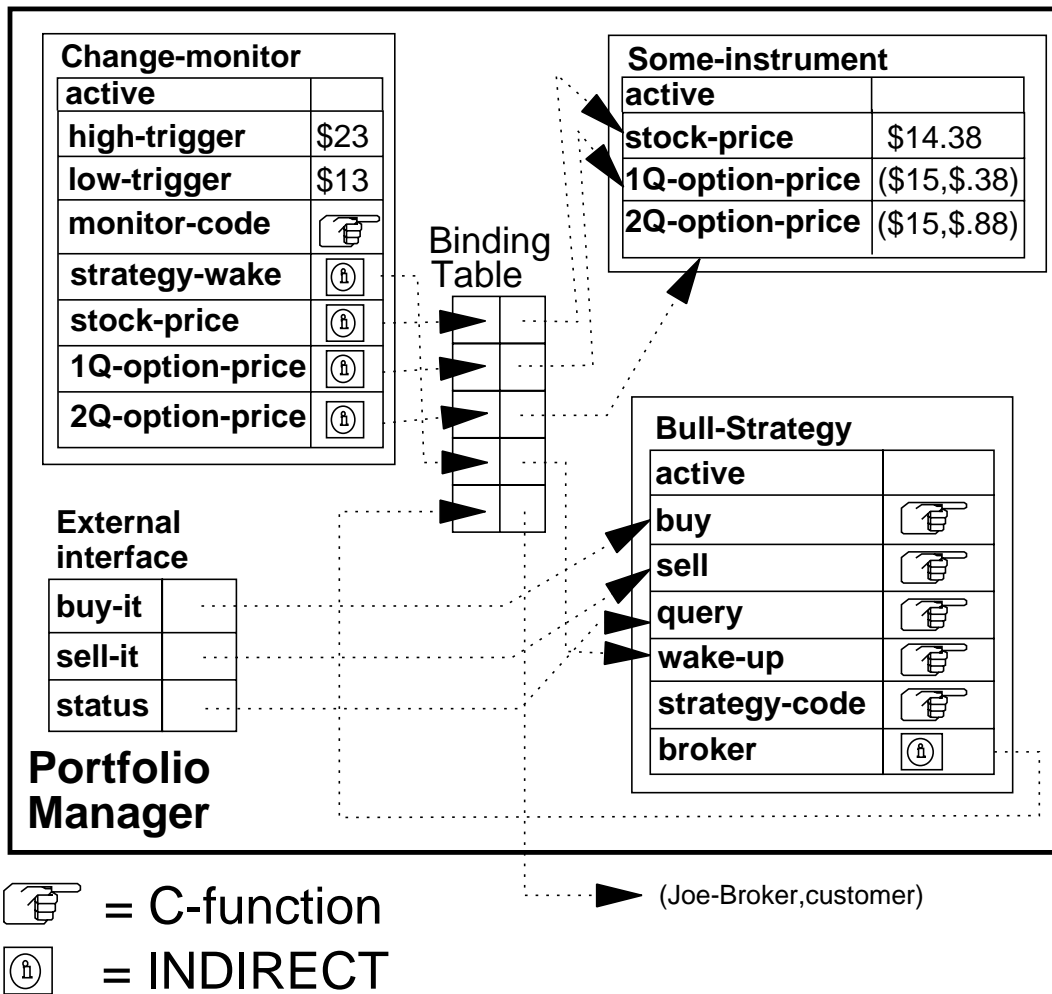 Change-monitor
active
high-trigger $23
low-trigger $13
monitor-code
strategy-wake
stock-price
1Q-option-price
2Q-option-price
Binding
Table
Some-instrument
active
stock-price $14.38
1Q-option-price ($15,$.38)
2Q-option-price ($15,$.88)
Bull-Strategy
active
buy
sell
query
wake-up
strategy-code
broker
External
interface
buy-it
sell-it
status
Portfolio
Manager
(Joe-Broker,customer)
= C-function
= INDIRECT